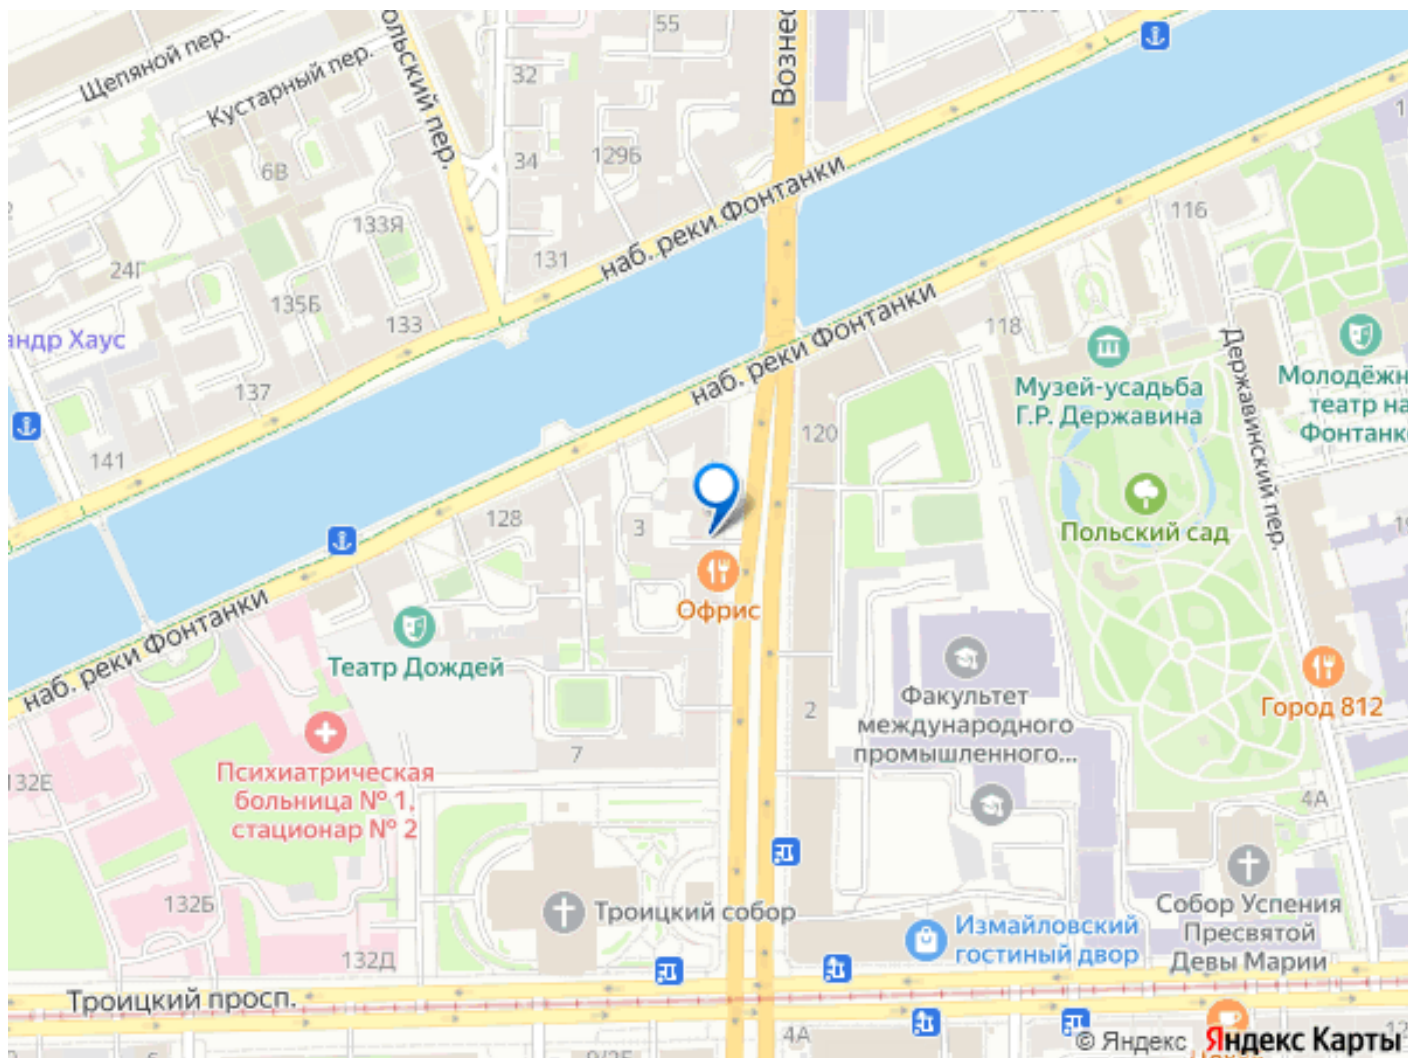 55
Вознес
Щепяной пер.
ольский пер.
32
Кустарный пер.
34
129Б
6В
133Я
наб. реки Фонтанки
116
24Г
131
135Б
133
118
андр Хаус
наб. реки Фонтанки
Державинский пер.
Музей-усадьба
Г.Р. Державина
Молодёжн
театр на
Фонтанк
137
120
141
128
3
Польский сад
19
Офрис
наб. реки Фонтанки
Театр Дождей
Факультет
международного
промышленного...
Город 812
2
7
132Е
Психиатрическая
больница № 1,
стационар № 2
4А
132Б
Троицкий собор
Измайловский
гостиный двор
Собор Успения
Пресвятой
Девы Марии
132Д
Троицкий просп.
4А
© Яндекс Яндекс Карты